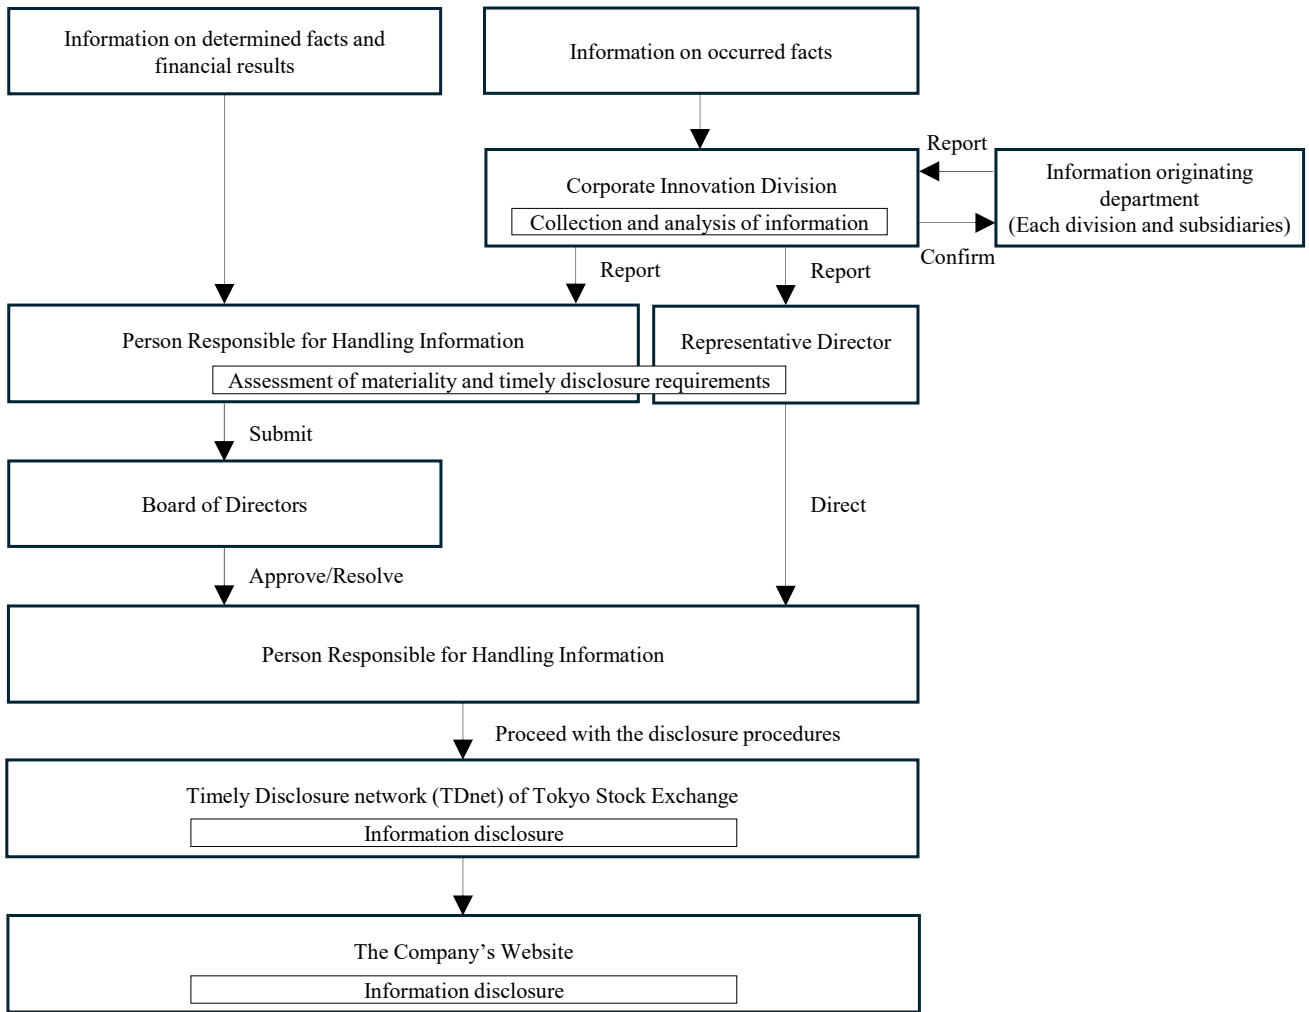 Information on determined facts and
financial results
Information on occurred facts
Report
Corporate Innovation Division
Collection and analysis of information
Information originating
department
(Each division and subsidiaries)
Confirm
Report
Report
Person Responsible for Handling Information
Representative Director
Assessment of materiality and timely disclosure requirements
Submit
Board of Directors
Direct
Approve/Resolve
Person Responsible for Handling Information
Proceed with the disclosure procedures
Timely Disclosure network (TDnet) of Tokyo Stock Exchange
Information disclosure
The Company’s Website
Information disclosure